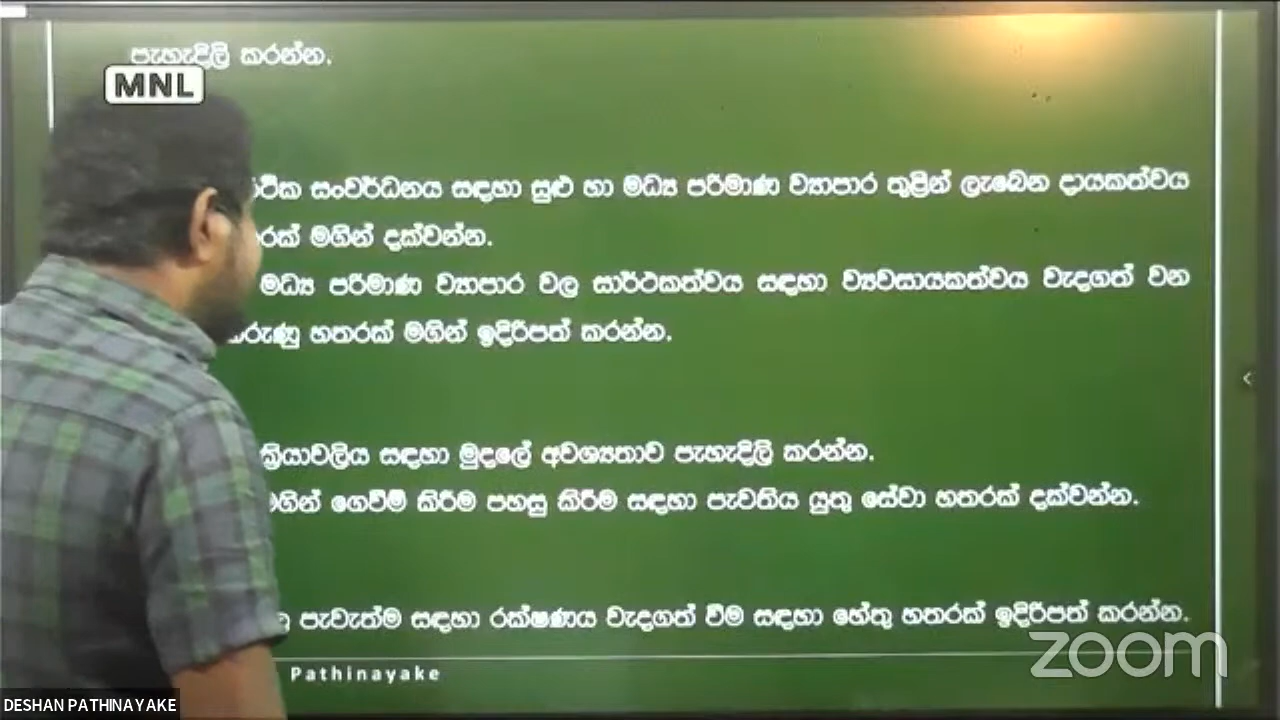 පැහැදිලි කරන්න.
MNL
සංවර්ධනය සඳහා සුළු හා මධ්‍ය පරිමාණ ව්‍යාපාර තුළින් ලැබෙන දායකත්වය
මගින් දක්වන්න.
මධ්‍ය පරිමාණ ව්‍යාපාර වල සාර්ථකත්වය සඳහා ව්‍යවසායකත්වය වැදගත් වන
කරුණු හතරක් මගින් ඉදිරිපත් කරන්න.
ක්‍රියාවලිය සඳහා මුදලේ අවශ්‍යතාව පැහැදිලි කරන්න.
මගින් ගෙවීම් කිරීම පහසු කිරීම සඳහා පැවතිය යුතු සේවා හතරක් දක්වන්න.
පැවැත්ම සඳහා රක්ෂණය වැදගත් වීම සඳහා හේතු හතරක් ඉදිරිපත් කරන්න.
zoom
Pathinayake
DESHAN PATHINAYAKE